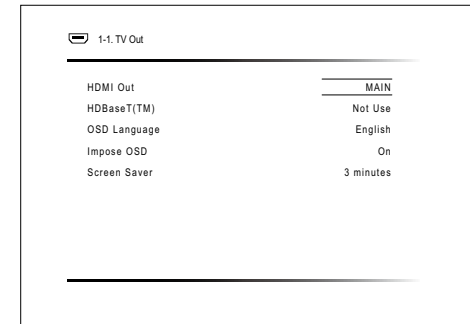 1-1. TV Out
HDMI Out MAIN
HDBaseT(TM) Not Use
OSD Language English
Impose OSD On
Screen Saver 3 minutes